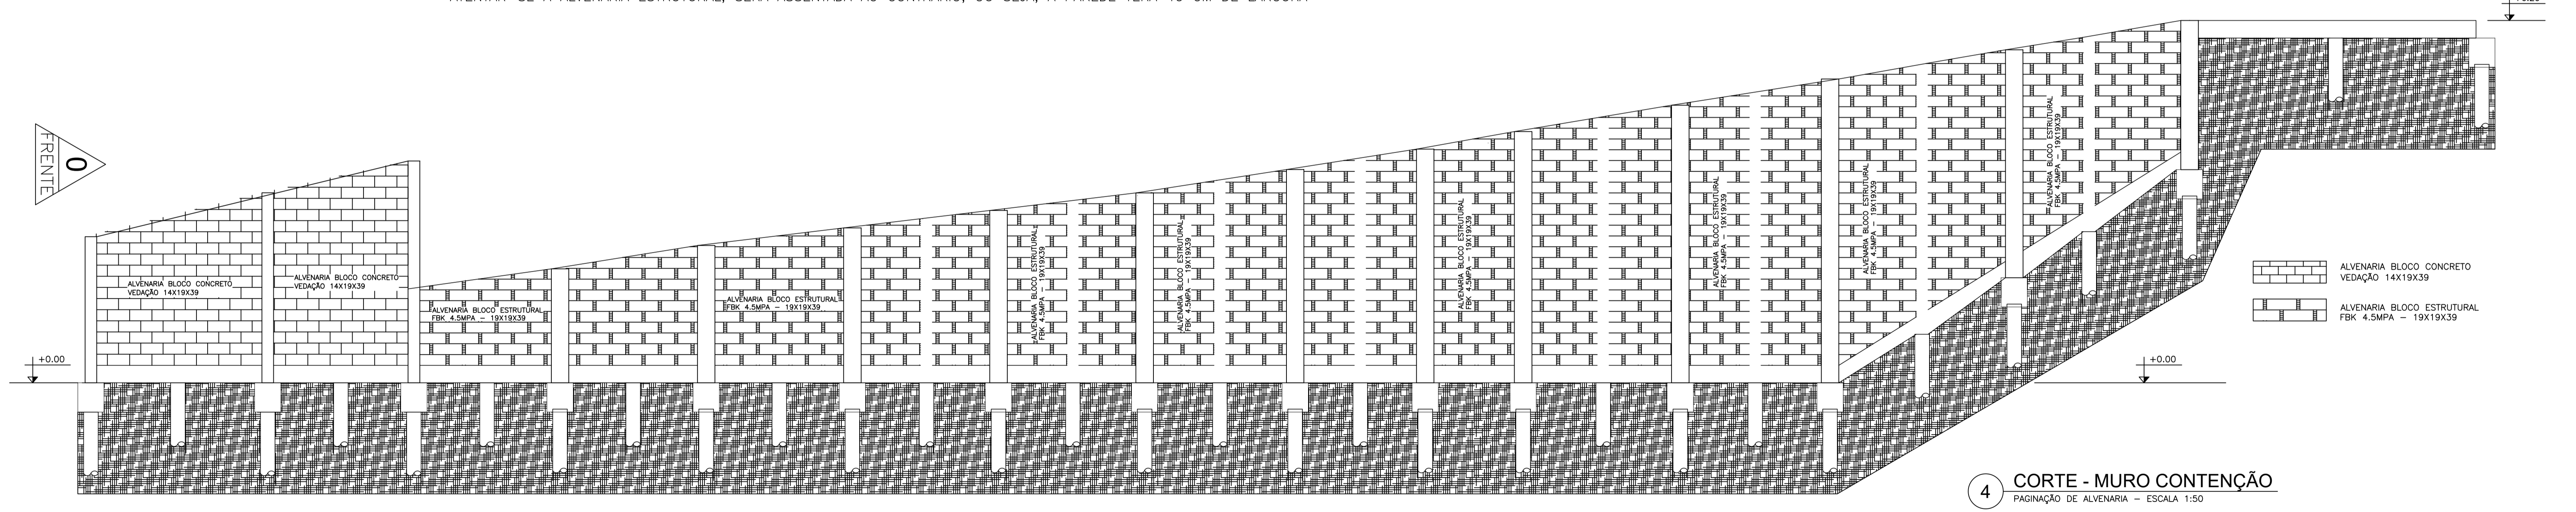 FRENTE
0
+0.00
ALVENARIA BLOCO CONCRETO
VEDAÇÃO 14X19X39
ALVENARIA BLOCO CONCRETO
VEDAÇÃO 14X19X39
ALVENARIA BLOCO ESTRUTURAL
FBK 4.5MPA – 19X19X39
ALVENARIA BLOCO ESTRUTURAL
FBK 4.5MPA – 19X19X39
ALVENARIA BLOCO ESTRUTURAL
FBK 4.5MPA – 19X19X39
ALVENARIA BLOCO ESTRUTURAL
FBK 4.5MPA – 19X19X39
ALVENARIA BLOCO ESTRUTURAL
FBK 4.5MPA – 19X19X39
ALVENARIA BLOCO ESTRUTURAL
FBK 4.5MPA – 19X19X39
ALVENARIA BLOCO ESTRUTURAL
FBK 4.5MPA – 19X19X39
ALVENARIA BLOCO ESTRUTURAL
FBK 4.5MPA – 19X19X39
+0.00
ALVENARIA BLOCO CONCRETO
VEDAÇÃO 14X19X39
ALVENARIA BLOCO ESTRUTURAL
FBK 4.5MPA – 19X19X39
4
CORTE - MURO CONTENÇÃO
PAGINAÇÃO DE ALVENARIA – ESCALA 1:50